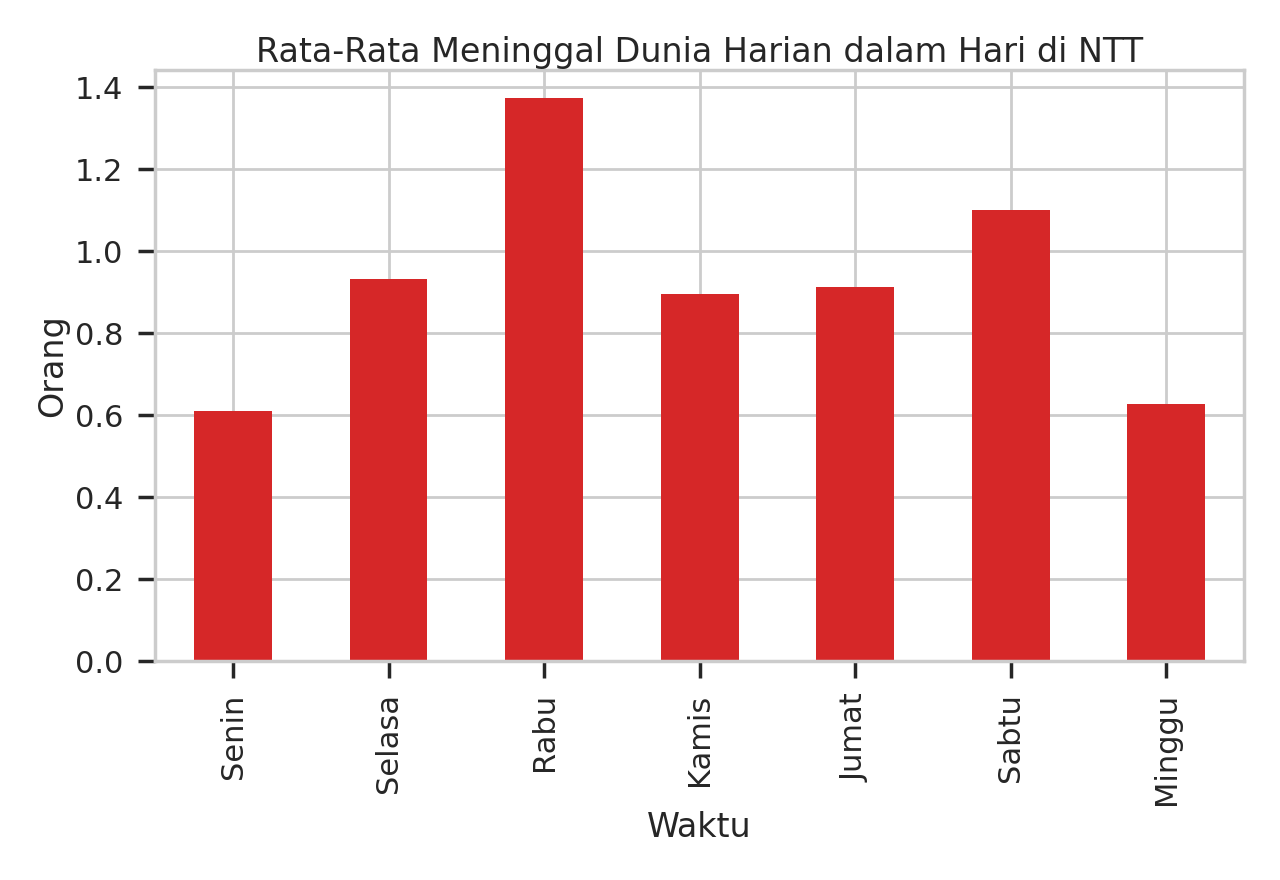 Rata-Rata Meninggal Dunia Harian dalam Hari di NTT
Orang
1.4
1.2
1.0
0.8
0.6
0.4
0.2
0.0
Senin
Selasa
Rabu
Kamis
Jumat
Sabtu
Minggu
Waktu